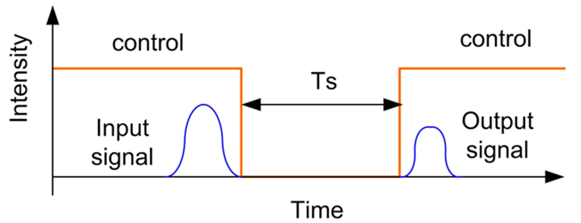 control
control
Intensity
Ts
Input
signal
Output
signal
Time